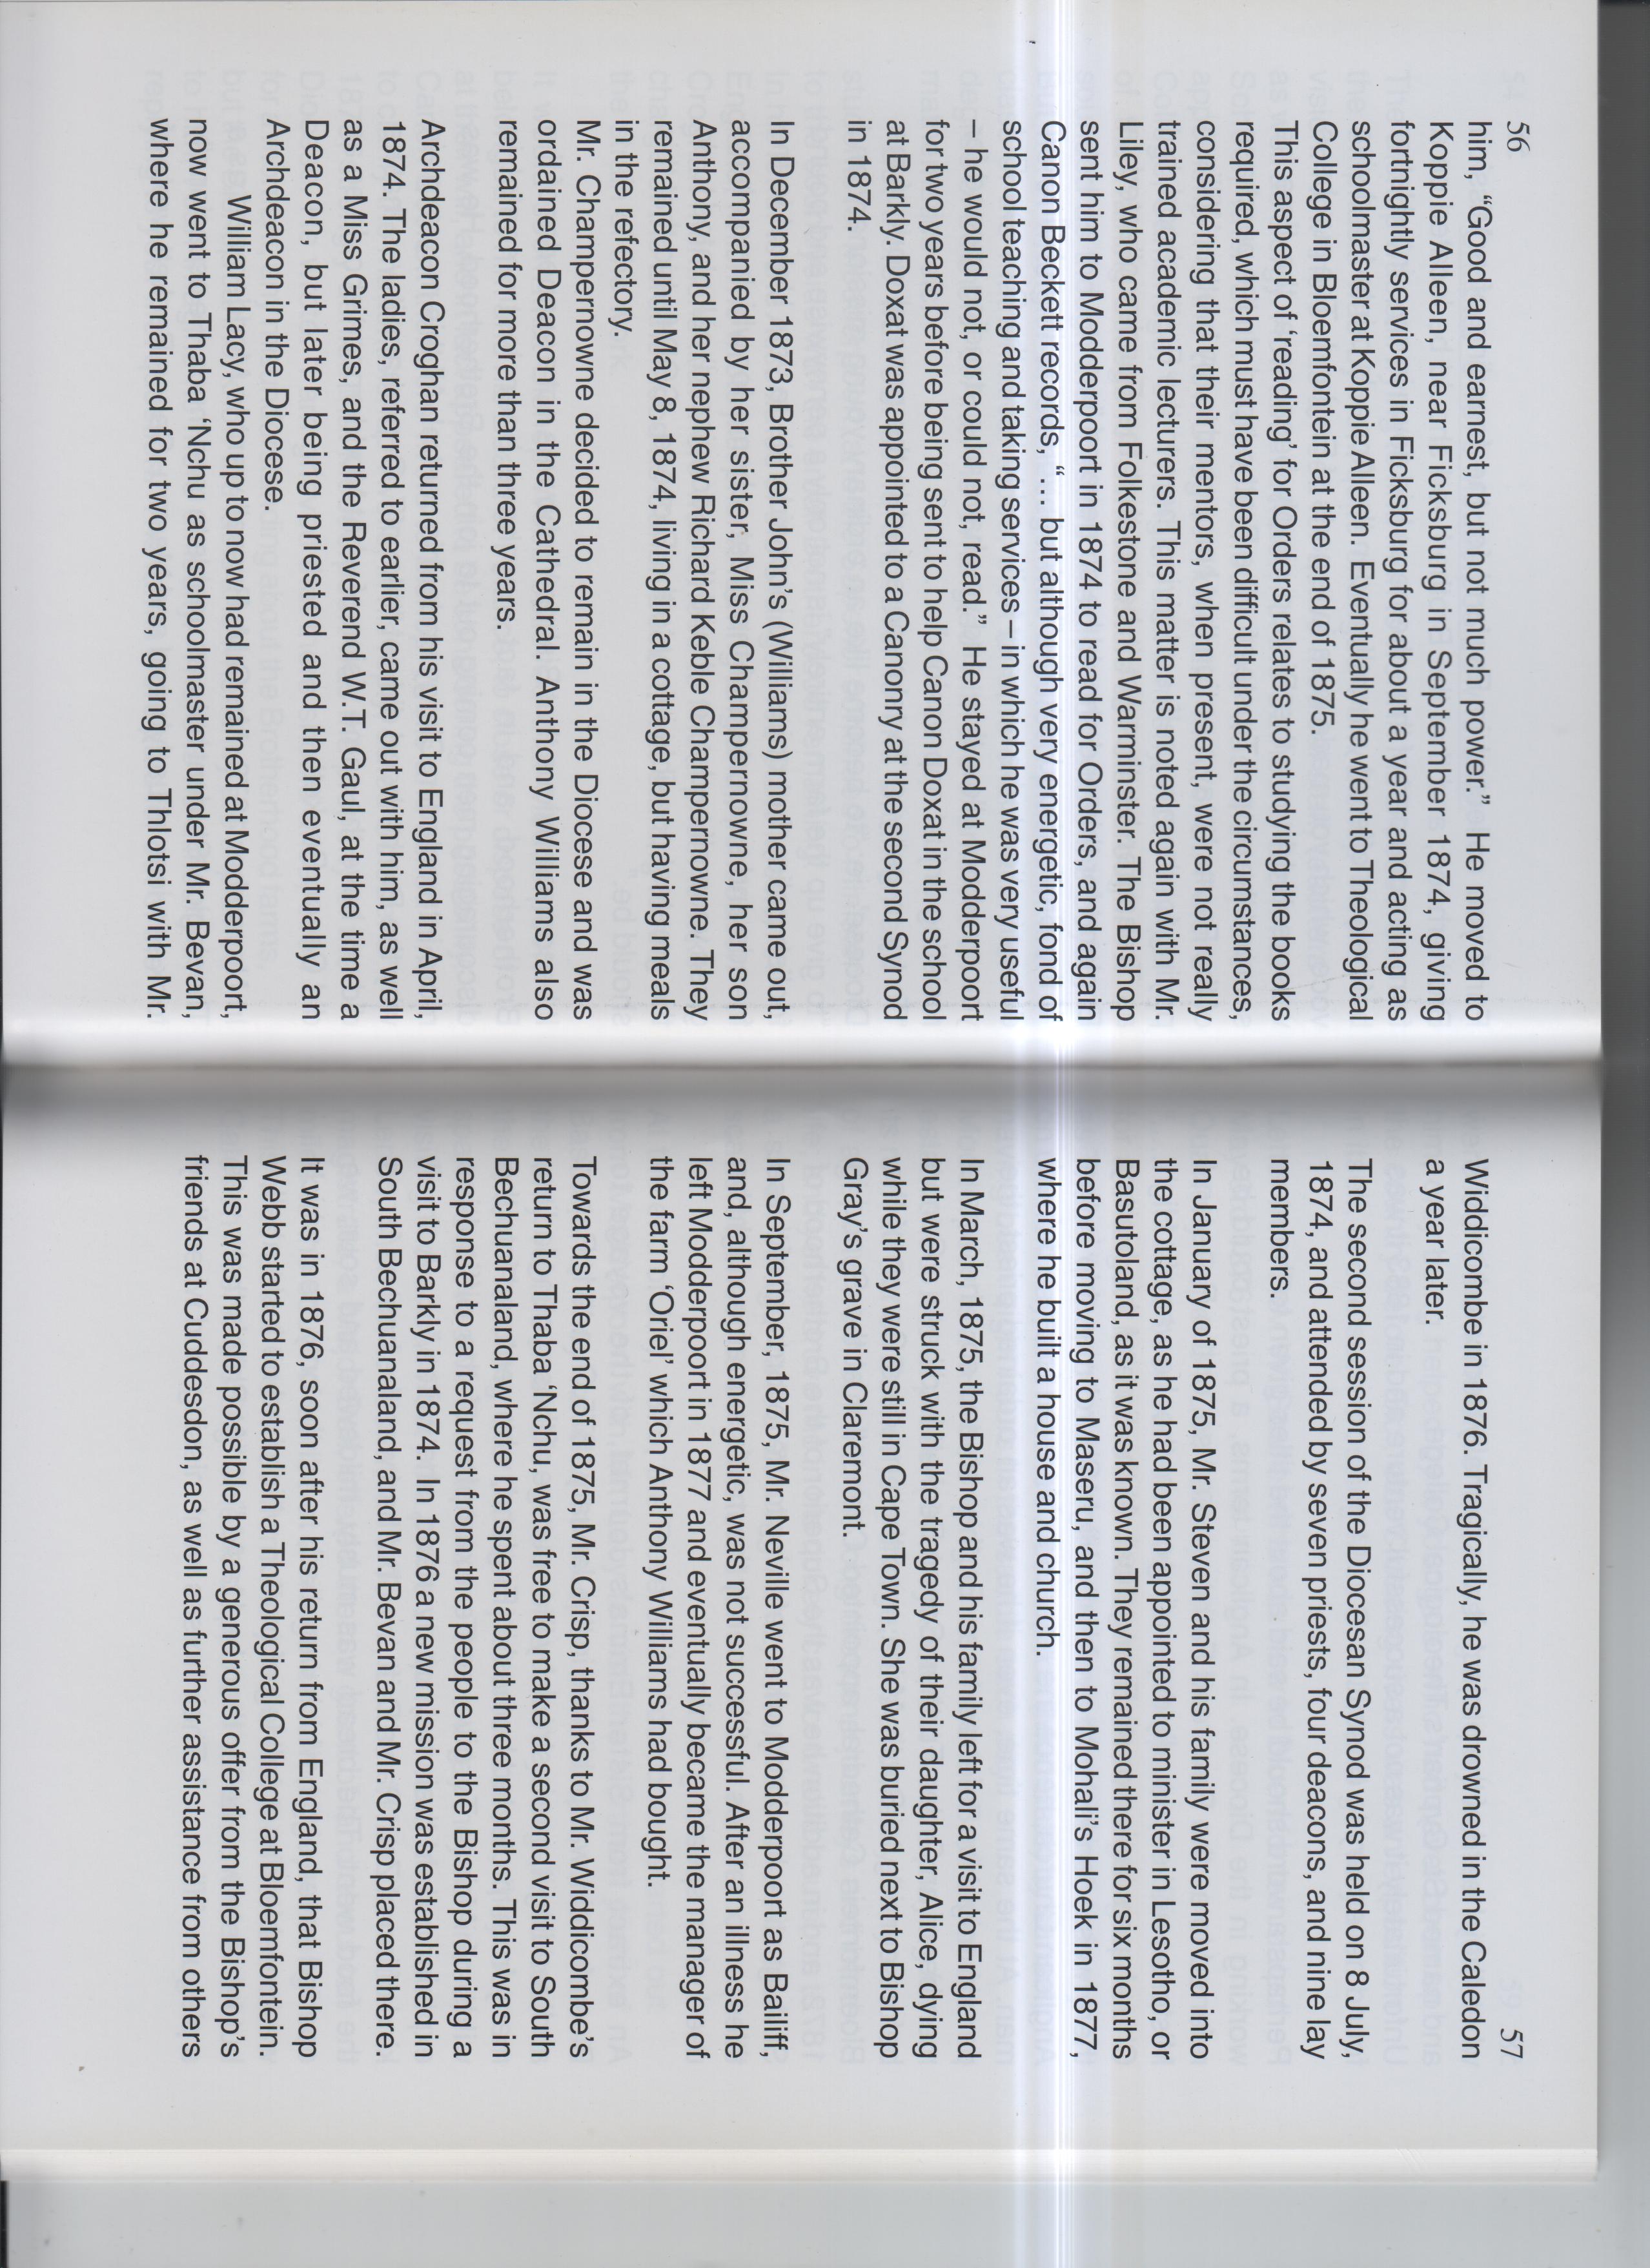 56
him, “Good and earnest, but not much power.” He moved to
Koppie Alleen, near Ficksburg in September 1874, giving
fortnightly services in Ficksburg for about a year and acting as
schoolmaster at Koppie Alleen. Eventually he went to Theological
College in Bloemfontein at the end of 1875.
This aspect of ‘reading’ for Orders relates to studying the books
required, which must have been difficult under the circumstances,
considering that their mentors, when present, were not really
trained academic lecturers. This matter is noted again with Mr.
Liley, who came from Folkestone and Warminster. The Bishop
sent him to Modderpoort in 1874 to read for Orders, and again
Canon Beckett records, “... but although very energetic, fond of
school teaching and taking services – in which he was very useful
– he would not, or could not, read.” He stayed at Modderpoort
for two years before being sent to help Canon Doxat in the school
at Barkly. Doxat was appointed to a Canonry at the second Synod
in 1874.
In December 1873, Brother John’s (Williams) mother came out,
accompanied by her sister, Miss Champernowne, her son
Anthony, and her nephew Richard Keble Champernowne. They
remained until May 8, 1874, living in a cottage, but having meals
in the refectory.
Mr. Champernowne decided to remain in the Diocese and was
ordained Deacon in the Cathedral. Anthony Williams also
remained for more than three years.
Archdeacon Croghan returned from his visit to England in April,
1874. The ladies, referred to earlier, came out with him, as well
as a Miss Grimes, and the Reverend W.T. Gaul, at the time a
Deacon, but later being priested and then eventually an
Archdeacon in the Diocese.
William Lacy, who up to now had remained at Modderpoort,
now went to Thaba ‘Nchu as schoolmaster under Mr. Bevan,
where he remained for two years, going to Thlotsi with Mr.
57
Widdicombe in 1876. Tragically, he was drowned in the Caledon
a year later.
The second session of the Diocesan Synod was held on 8 July,
1874, and attended by seven priests, four deacons, and nine lay
members.
In January of 1875, Mr. Steven and his family were moved into
the cottage, as he had been appointed to minister in Lesotho, or
Basutoland, as it was known. They remained there for six months
before moving to Maseru, and then to Mohali’s Hoek in 1877,
where he built a house and church.
In March, 1875, the Bishop and his family left for a visit to England
but were struck with the tragedy of their daughter, Alice, dying
while they were still in Cape Town. She was buried next to Bishop
Gray’s grave in Claremont.
In September, 1875, Mr. Neville went to Modderpoort as Bailiff,
and, although energetic, was not successful. After an illness he
left Modderpoort in 1877 and eventually became the manager of
the farm ‘Oriel’ which Anthony Williams had bought.
Towards the end of 1875, Mr. Crisp, thanks to Mr. Widdicombe’s
return to Thaba ‘Nchu, was free to make a second visit to South
Bechuanaland, where he spent about three months. This was in
response to a request from the people to the Bishop during a
visit to Barkly in 1874. In 1876 a new mission was established in
South Bechuanaland, and Mr. Bevan and Mr. Crisp placed there.
It was in 1876, soon after his return from England, that Bishop
Webb started to establish a Theological College at Bloemfontein.
This was made possible by a generous offer from the Bishop’s
friends at Cuddesdon, as well as further assistance from others